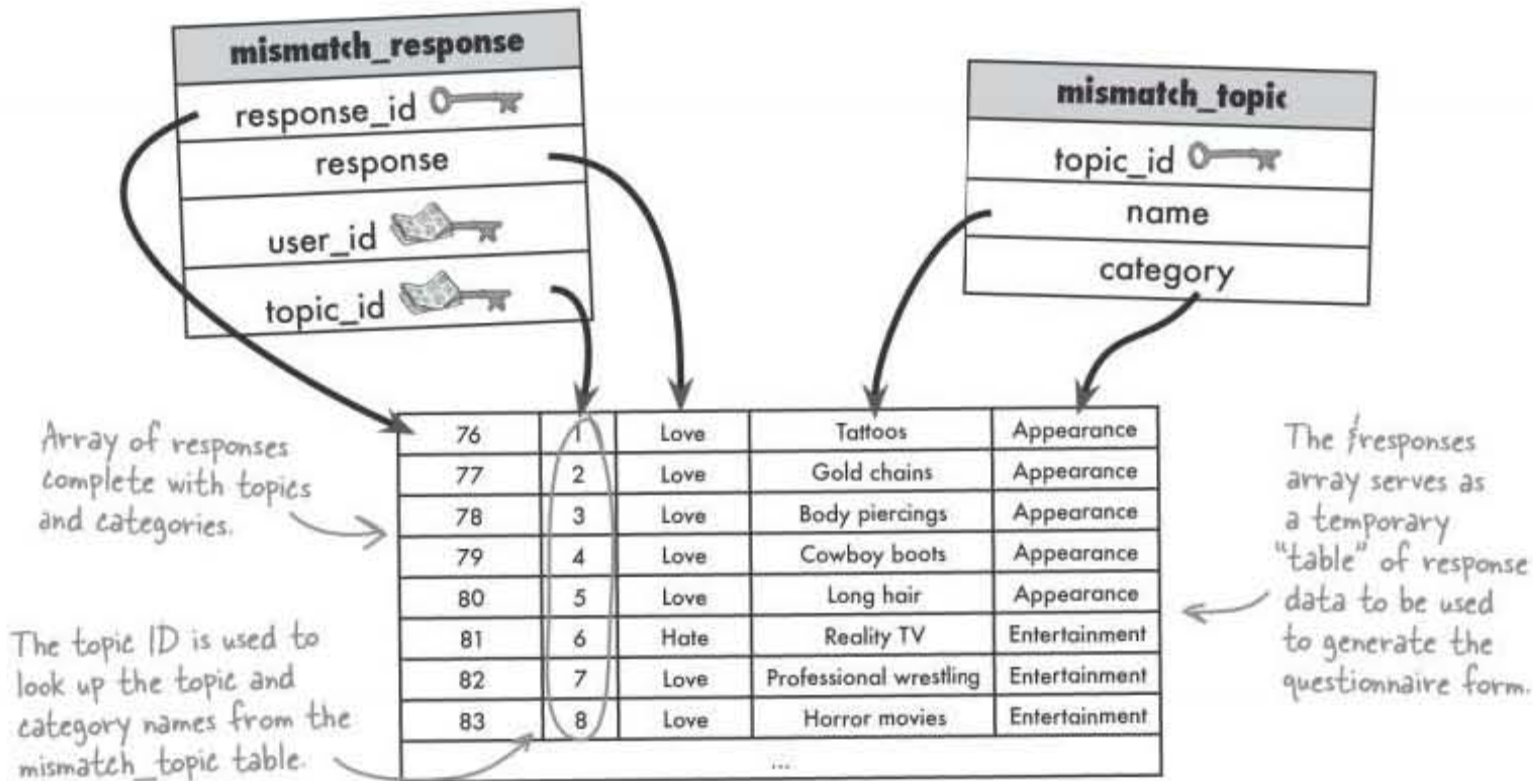 mismatch_response
response_id
response
user_id
topic_id
mismatch_topic
topic_id
name
category
Array of responses
complete with topics
and categories.
The topic ID is used to
look up the topic and
category names from the
mismatch_topic table.
76 1 Love Tattoos Appearance
77 2 Love Gold chains Appearance
78 3 Love Body piercings Appearance
79 4 Love Cowboy boots Appearance
80 5 Love Long hair Appearance
81 6 Hate Reality TV Entertainment
82 7 Love Professional wrestling Entertainment
83 8 Love Horror movies Entertainment
...
The $responses
array serves as
a temporary
"table" of response
data to be used
to generate the
questionnaire form.